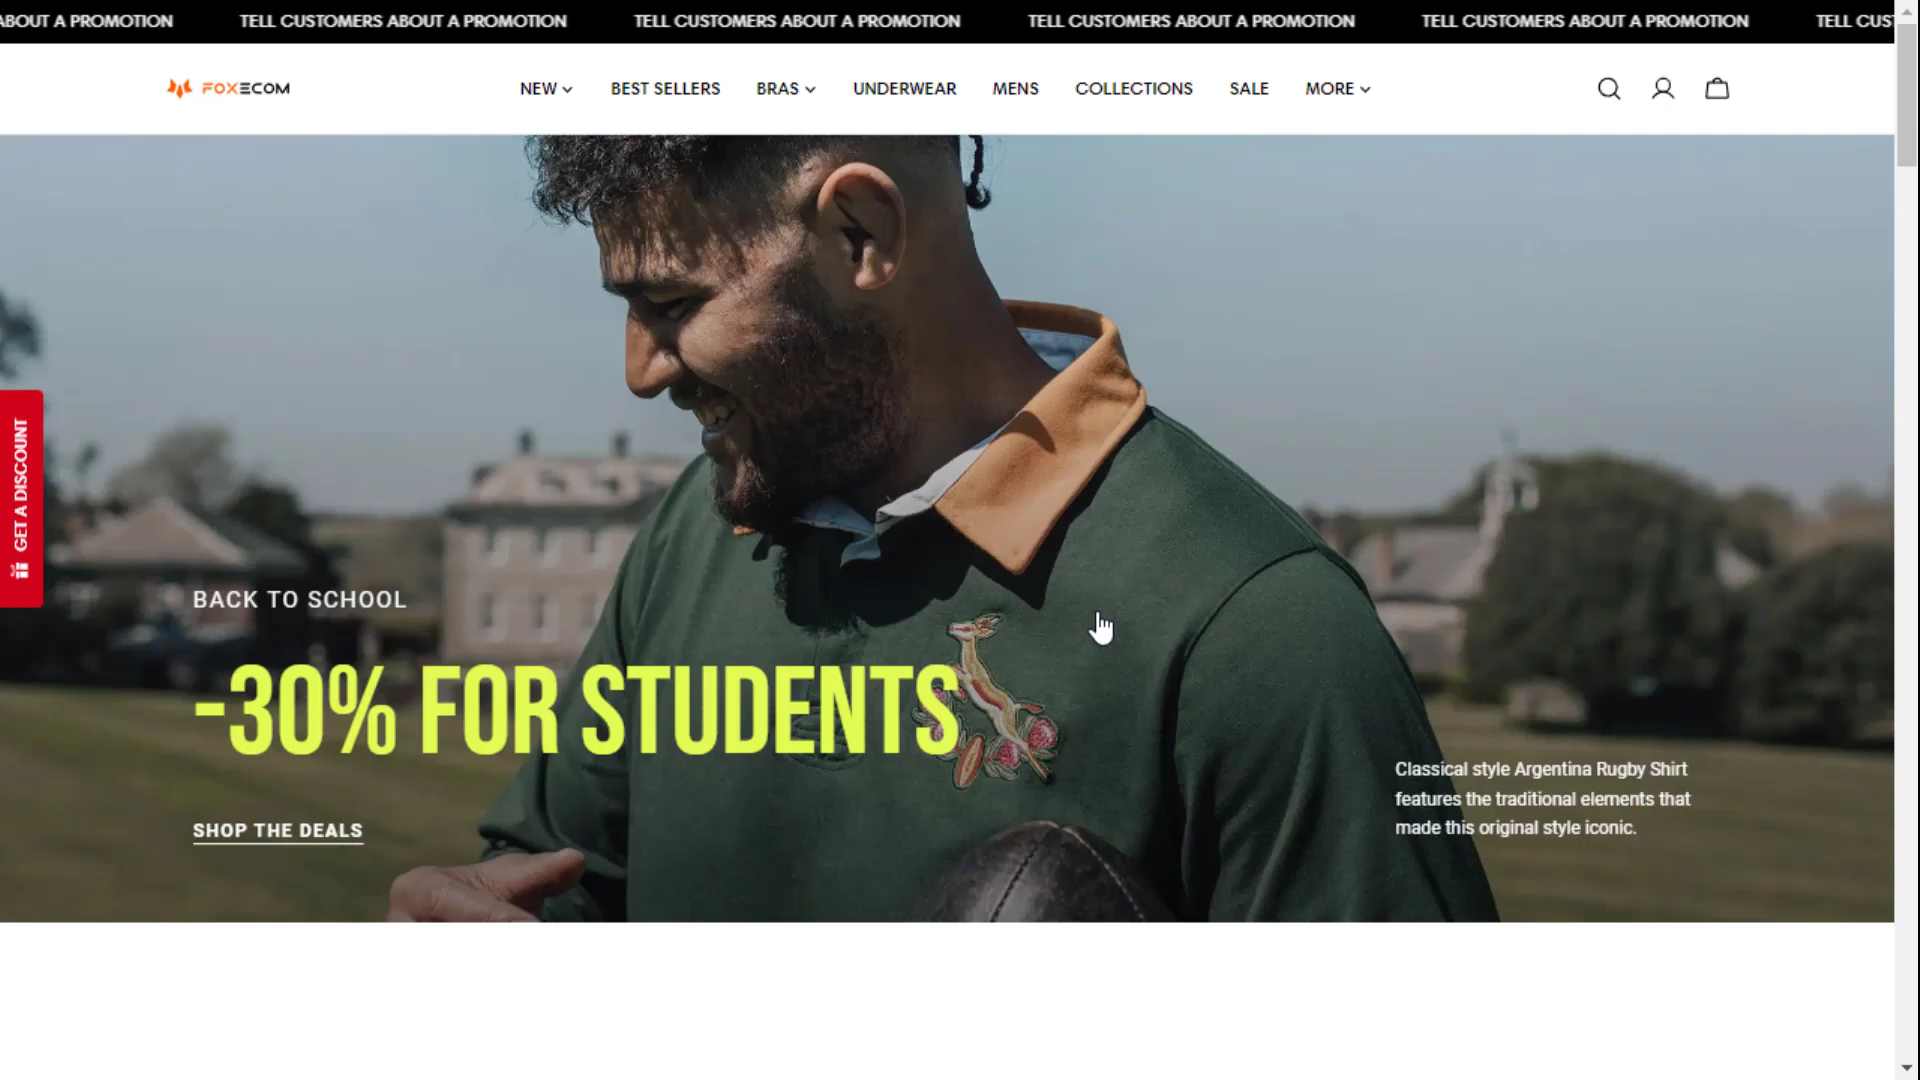 ABOUT A PROMOTION TELL CUSTOMERS ABOUT A PROMOTION TELL CUSTOMERS ABOUT A PROMOTION TELL CUSTOMERS ABOUT A PROMOTION TELL CUSTOMERS ABOUT A PROMOTION TELL
FOXECOM
NEW BEST SELLERS BRAS UNDERWEAR MENS COLLECTIONS SALE MORE
GET A DISCOUNT
BACK TO SCHOOL
-30% FOR STUDENTS
SHOP THE DEALS
Classical style Argentina Rugby Shirt
features the traditional elements that
made this original style iconic.